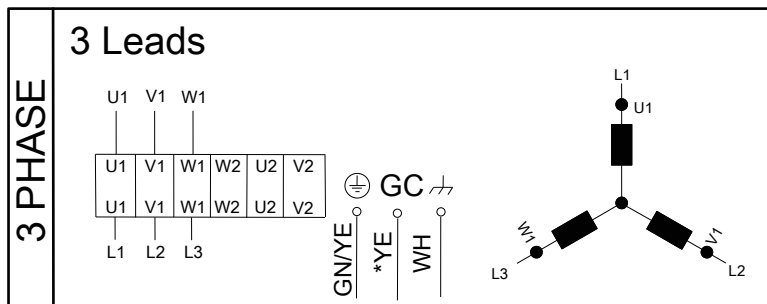 3 PHASE
3 Leads
U1 V1 W1
U1 V1 W1 W2 U2 V2
U1 V1 W1 W2 U2 V2
L1 L2 L3
GC
GN/YE
*YE
WH
L1
U1
W1
L3
V1
L2